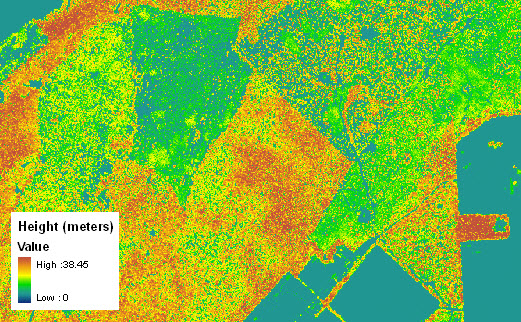 Height (meters)
Value
High :38.45
Low : 0